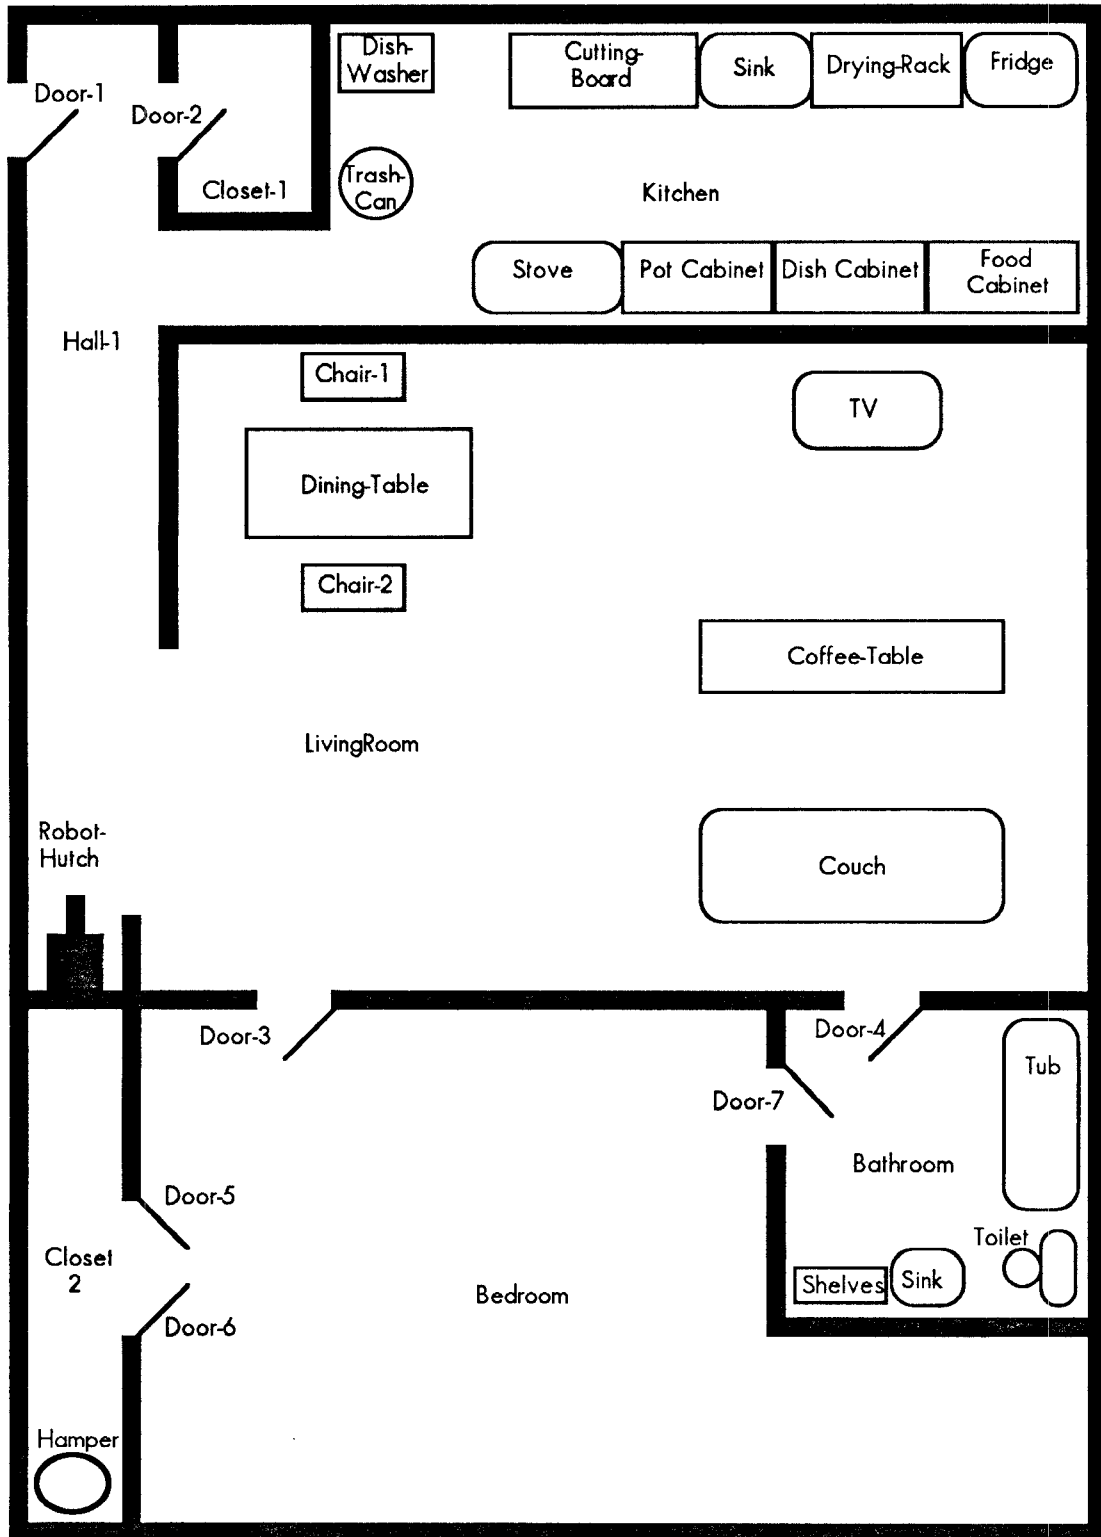 Dish-
Washer
Cutting-
Board
Sink
Drying-Rack
Fridge
Door-1
Door-2
Closet-1
Trash-
Can
Kitchen
Stove
Pot Cabinet
Dish Cabinet
Food
Cabinet
Hall-1
Chair-1
TV
Dining-Table
Chair-2
Coffee-Table
LivingRoom
Robot-
Hutch
Couch
Door-3
Door-4
Tub
Door-7
Bathroom
Door-5
Toilet
Closet
2
Shelves
Sink
Bedroom
Door-6
Hamper